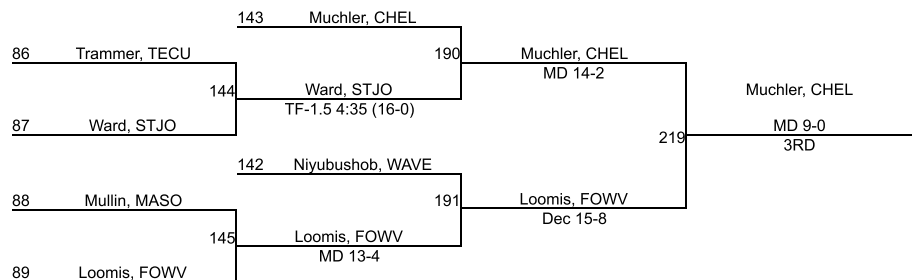 143 Muchler, CHEL
86 Trammer, TECU
190 Muchler, CHEL
MD 14-2
144 Ward, STJO
TF-1.5 4:35 (16-0)
Muchler, CHEL
87 Ward, STJO
219 MD 9-0
3RD
142 Niyubushob, WAVE
88 Mullin, MASO
191 Loomis, FOWV
Dec 15-8
145 Loomis, FOWV
MD 13-4
89 Loomis, FOWV